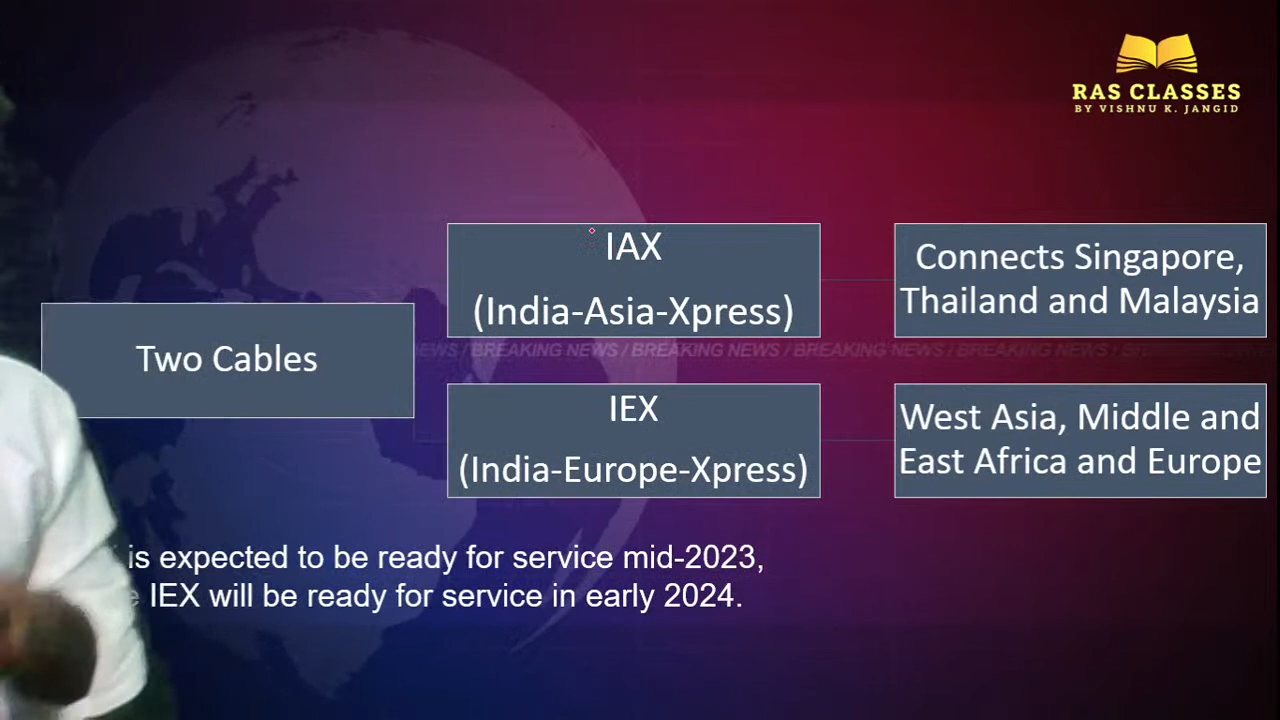 RAS CLASSES
BY VISHNU K. JANGID
IAX
(India-Asia-Xpress)
Connects Singapore,
Thailand and Malaysia
Two Cables
NEWS / BREAKING NEWS / BREAKING NEWS / BREAKING NEWS / BREAKING NEWS /
IEX
(India-Europe-Xpress)
West Asia, Middle and
East Africa and Europe
is expected to be ready for service mid-2023,
IEX will be ready for service in early 2024.